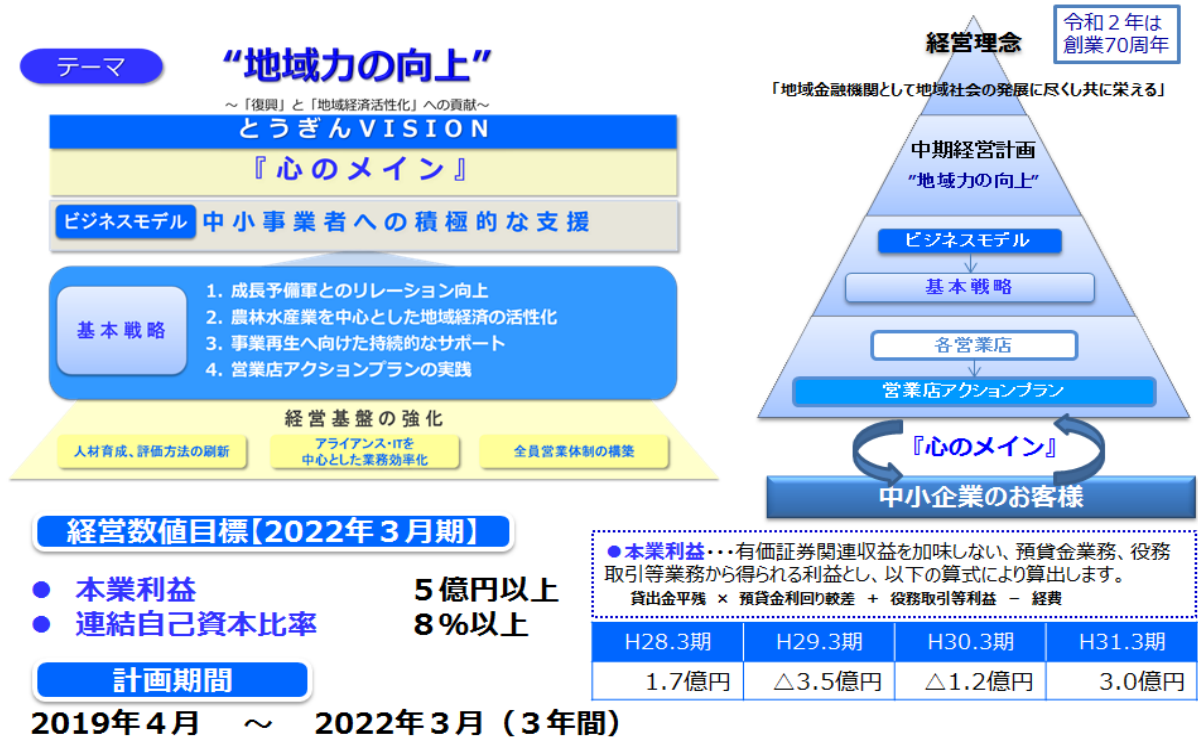 テーマ
“地域力の向上”
～「復興」と「地域経済活性化」への貢献～
とうぎんVISION
『心のメイン』
ビジネスモデル 中小事業者への積極的な支援
基本戦略
1. 成長予備軍とのリレーション向上
2. 農林水産業を中心とした地域経済の活性化
3. 事業再生へ向けた持続的なサポート
4. 営業店アクションプランの実践
経営基盤の強化
人材育成、評価方法の刷新
アライアンス・ITを
中心とした業務効率化
全員営業体制の構築
令和２年は
創業70周年
経営理念
「地域金融機関として地域社会の発展に尽くし共に栄える」
中期経営計画
”地域力の向上”
ビジネスモデル
基本戦略
各営業店
営業店アクションプラン
『心のメイン』
中小企業のお客様
経営数値目標【2022年３月期】
● 本業利益 ５億円以上
● 連結自己資本比率 ８％以上
計画期間
2019年４月 ～ 2022年３月（３年間）
●本業利益・・・有価証券関連収益を加味しない、預貸金業務、役務
取引等業務から得られる利益とし、以下の算式により算出します。
貸出金平残 × 預貸金利回り較差 ＋ 役務取引等利益 － 経費
H28.3期 H29.3期 H30.3期 H31.3期
1.7億円 △3.5億円 △1.2億円 3.0億円